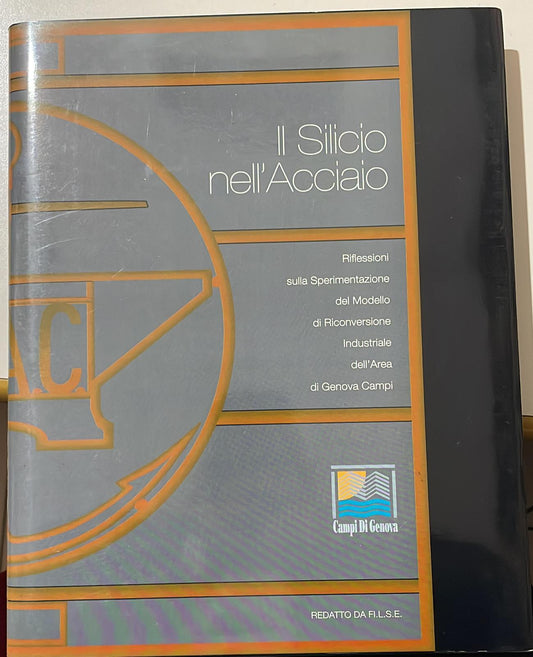 Il Silicio
nell'Acciaio
Riflessioni
sulla Sperimentazione
del Modello
di Riconversione
Industriale
dell'Area
di Genova Campi
A.C.
Campi Di Genova
REDATTO DA FI.L.S.E.